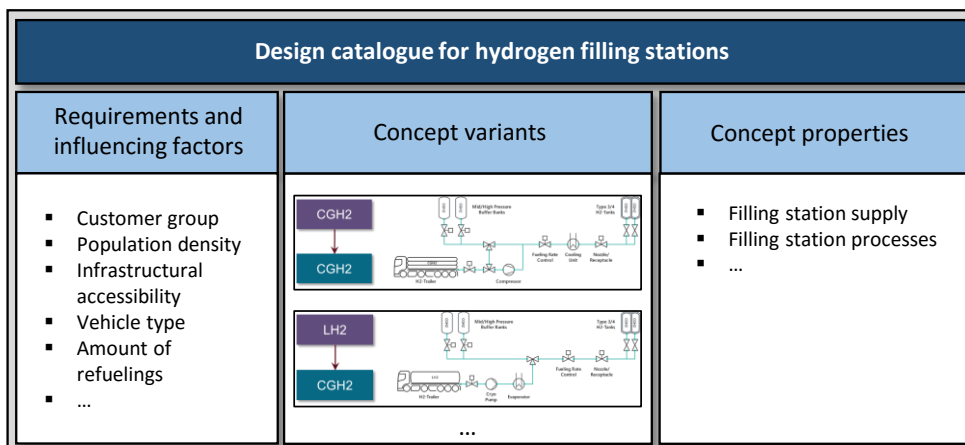 Design catalogue for hydrogen filling stations
Requirements and
influencing factors
Concept variants
Concept properties
▪ Customer group
▪ Population density
▪ Infrastructural
accessibility
▪ Vehicle type
▪ Amount of
refuelings
▪ ...
CGH2
CGH2
Mid/High Pressure
Buffer Banks
Type 3/4
H2 Tanks
Fueling Rate
Control
Cooling
Unit
Nozzle/
Receptacle
H2 Trailer
Compressor
LH2
CGH2
Mid/High Pressure
Buffer Banks
Type 3/4
H2 Tanks
Fueling Rate
Control
Nozzle/
Receptacle
LH2
H2 Trailer
Cryo
Pump
Evaporator
...
▪ Filling station supply
▪ Filling station processes
▪ ...